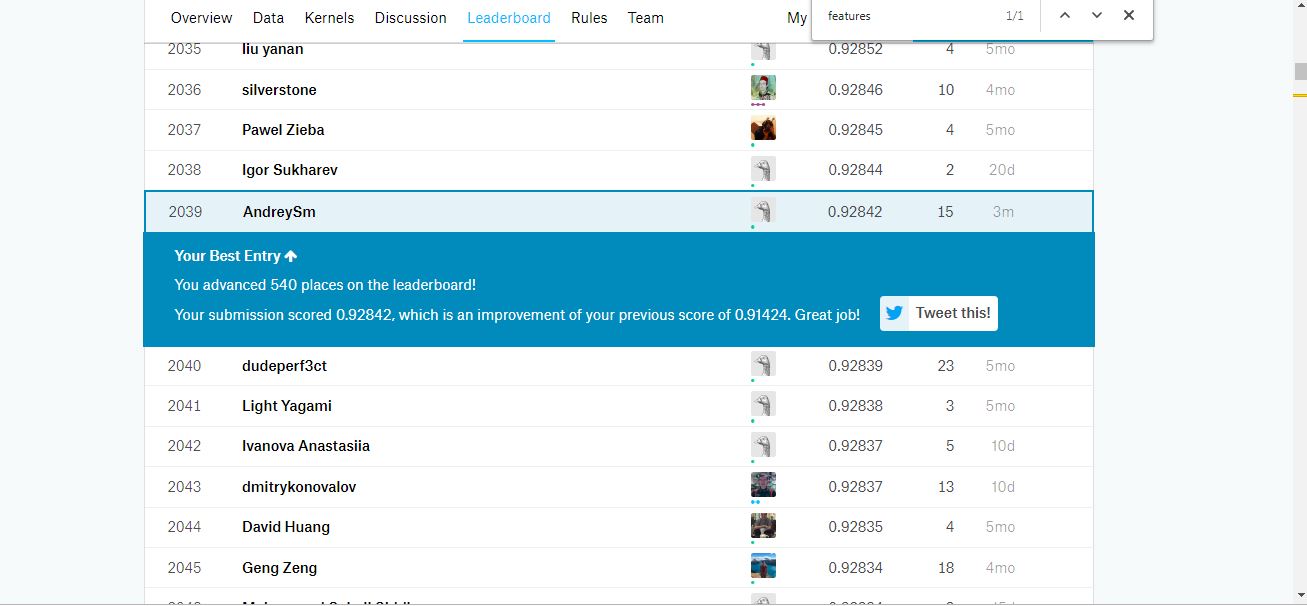 Overview Data Kernels Discussion Leaderboard Rules Team My
features 1/1
2035 liu yanan 0.92852 4 5mo
2036 silverstone 0.92846 10 4mo
2037 Pawel Zieba 0.92845 4 5mo
2038 Igor Sukharev 0.92844 2 20d
2039 AndreySm 0.92842 15 3m
Your Best Entry
You advanced 540 places on the leaderboard!
Your submission scored 0.92842, which is an improvement of your previous score of 0.91424. Great job! Tweet this!
2040 dudeperf3ct 0.92839 23 5mo
2041 Light Yagami 0.92838 3 5mo
2042 Ivanova Anastasiia 0.92837 5 10d
2043 dmitrykonovalov 0.92837 13 10d
2044 David Huang 0.92835 4 5mo
2045 Geng Zeng 0.92834 18 4mo